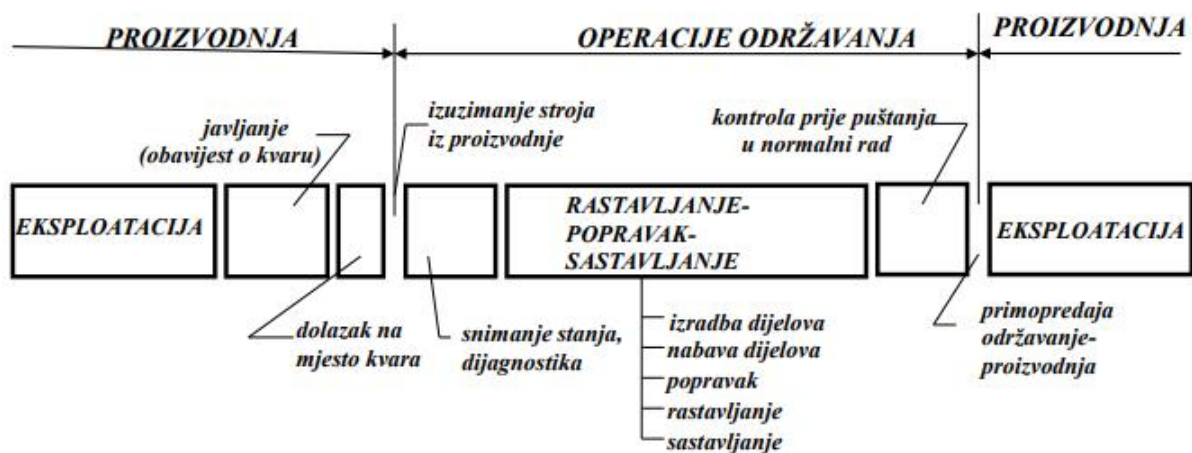 PROIZVODNJA
OPERACIJE ODRŽAVANJA
PROIZVODNJA
javljanje
(obavijest o kvaru)
izuzimanje stroja
iz proizvodnje
kontrola prije puštanja
u normalni rad
EKSPLOATACIJA
RASTAVLJANJE-
POPRAVAK-
SASTAVLJANJE
EKSPLOATACIJA
dolazak na
mjesto kvara
snimanje stanja,
dijagnostika
izradba dijelova
nabava dijelova
popravak
rastavljanje
sastavljanje
primopredaja
održavanje-
proizvodnja